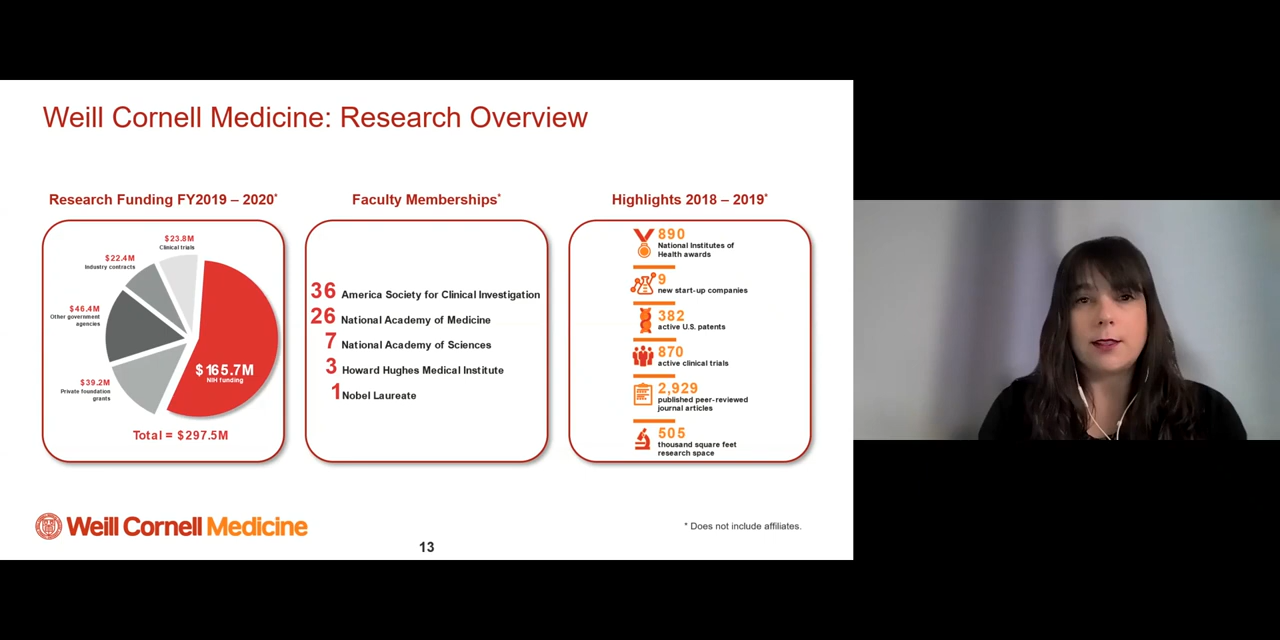 Weill Cornell Medicine: Research Overview
Research Funding FY2019 – 2020*
$23.8M
Clinical trials
$22.4M
Industry contracts
$46.4M
Other government
agencies
$39.2M
Private foundation
grants
$165.7M
NIH funding
Total = $297.5M
Faculty Memberships*
36 America Society for Clinical Investigation
26 National Academy of Medicine
7 National Academy of Sciences
3 Howard Hughes Medical Institute
1 Nobel Laureate
Highlights 2018 – 2019*
890
National Institutes of
Health awards
9
new start-up companies
382
active U.S. patents
870
active clinical trials
2,929
published peer-reviewed
journal articles
505
thousand square feet
research space
Weill Cornell Medicine
* Does not include affiliates.
13